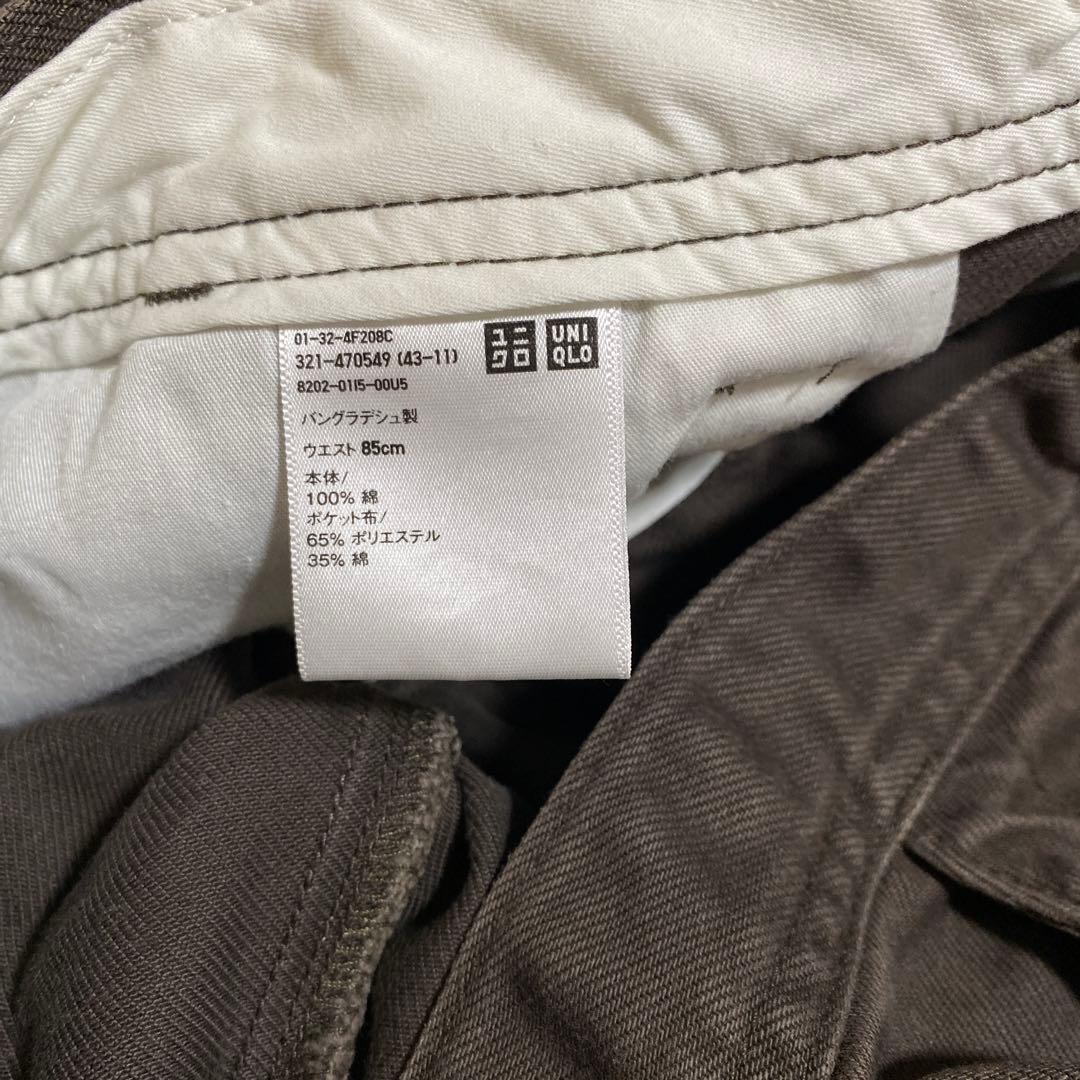 01-32-4F208C
321-470549 (43-11)
8202-0115-00U5
ユニクロ
UNIQLO
バングラデシュ製
ウエスト 85cm
本体/
100% 綿
ポケット布/
65% ポリエステル
35% 綿